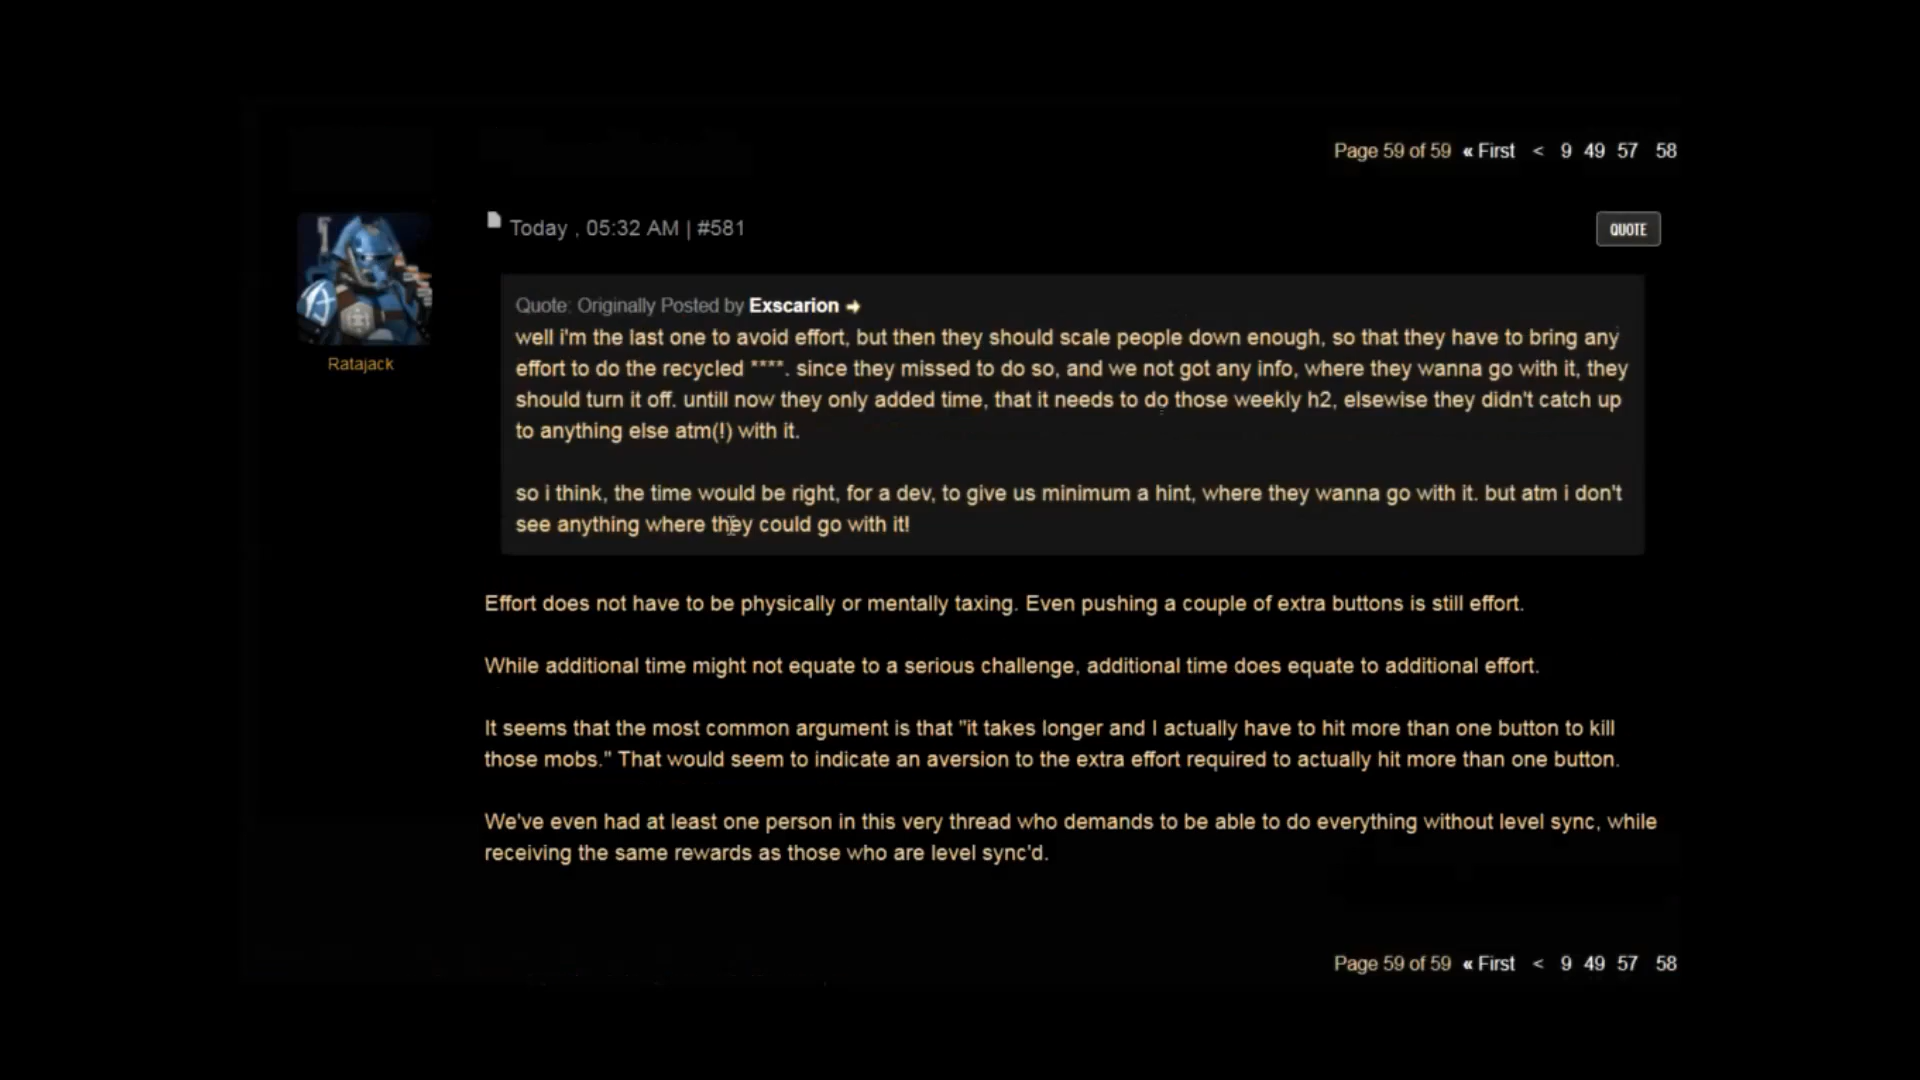 Page 59 of 59 « First < 9 49 57 58
Today , 05:32 AM | #581
QUOTE
Ratajack
Quote: Originally Posted by Exscarion
well i'm the last one to avoid effort, but then they should scale people down enough, so that they have to bring any
effort to do the recycled ****. since they missed to do so, and we not got any info, where they wanna go with it, they
should turn it off. untill now they only added time, that it needs to do those weekly h2, elsewise they didn't catch up
to anything else atm(!) with it.
so i think, the time would be right, for a dev, to give us minimum a hint, where they wanna go with it. but atm i don't
see anything where they could go with it!
Effort does not have to be physically or mentally taxing. Even pushing a couple of extra buttons is still effort.
While additional time might not equate to a serious challenge, additional time does equate to additional effort.
It seems that the most common argument is that "it takes longer and I actually have to hit more than one button to kill
those mobs." That would seem to indicate an aversion to the extra effort required to actually hit more than one button.
We've even had at least one person in this very thread who demands to be able to do everything without level sync, while
receiving the same rewards as those who are level sync'd.
Page 59 of 59 « First < 9 49 57 58